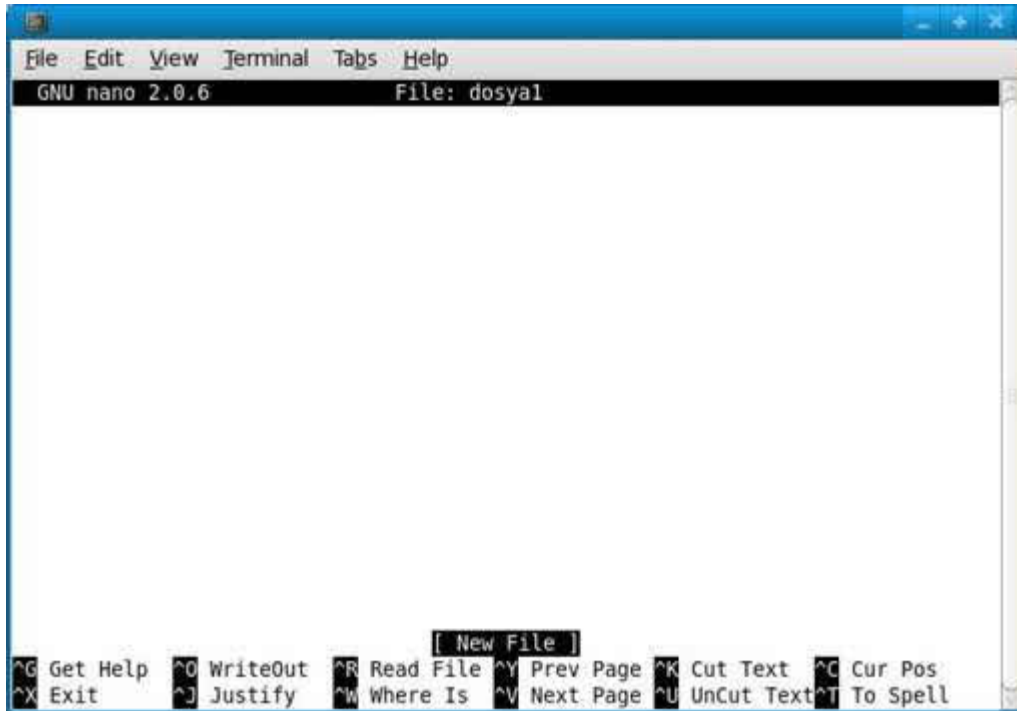 File Edit View Terminal Tabs Help
GNU nano 2.0.6 File: dosya1
[ New File ]
^G Get Help ^O WriteOut ^R Read File ^Y Prev Page ^K Cut Text ^C Cur Pos
^X Exit ^J Justify ^W Where Is ^V Next Page ^U UnCut Text ^T To Spell